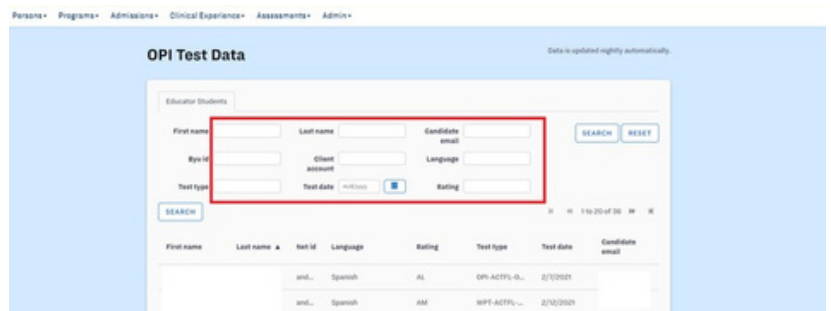 Persons▾ Programs▾ Admissions▾ Clinical Experience▾ Assessments▾ Admin▾
OPI Test Data
Data is updated nightly automatically.
Educator Students
First name Last name Candidate email
SEARCH RESET
Byu id Client account Language
Test type Test date Rating
SEARCH
1 to 20 of 36
First name Last name ▲ Net id Language Rating Test type Test date Candidate email
and... Spanish AL OPI-ACTFL-O... 2/7/2021
and... Spanish AM WPT-ACTFL-... 2/12/2021